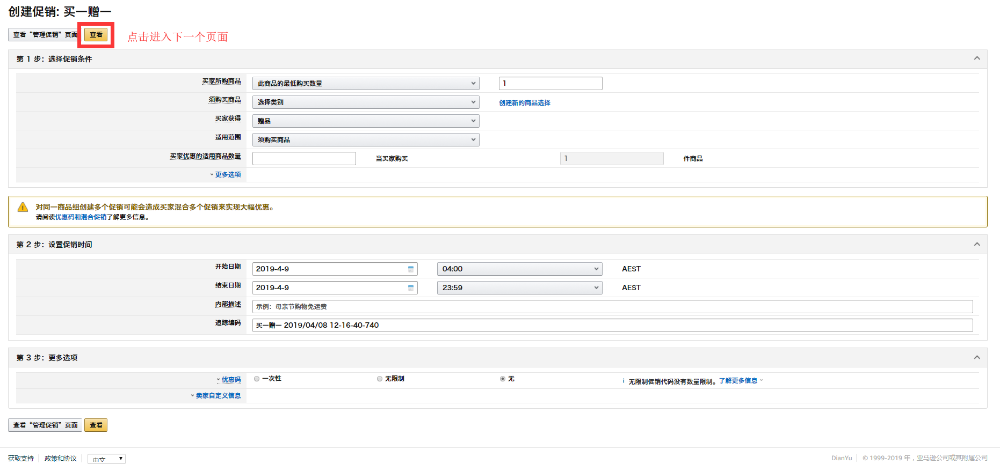 创建促销: 买一赠一
查看“管理促销”页面 查看 点击进入下一个页面
第 1 步：选择促销条件
买家所购商品 此商品的最低购买数量 1
须购买商品 选择类别 创建新的商品选择
买家获得 赠品
适用范围 须购买商品
买家优惠的适用商品数量 当买家购买 1 件商品
更多选项
对同一商品组创建多个促销可能会造成买家混合多个促销来实现大幅优惠。
请阅读优惠码和混合促销了解更多信息。
第 2 步：设置促销时间
开始日期 2019-4-9 04:00 AEST
结束日期 2019-4-9 23:59 AEST
内部描述 示例：母亲节购物免运费
追踪编码 买一赠一 2019/04/08 12-16-40-740
第 3 步：更多选项
优惠码 一次性 无限制 无 i 无限制促销代码没有数量限制。了解更多信息
卖家自定义信息
查看“管理促销”页面 查看
获取支持 政策和协议 中文 DianYu © 1999-2019 年，亚马逊公司或其附属公司